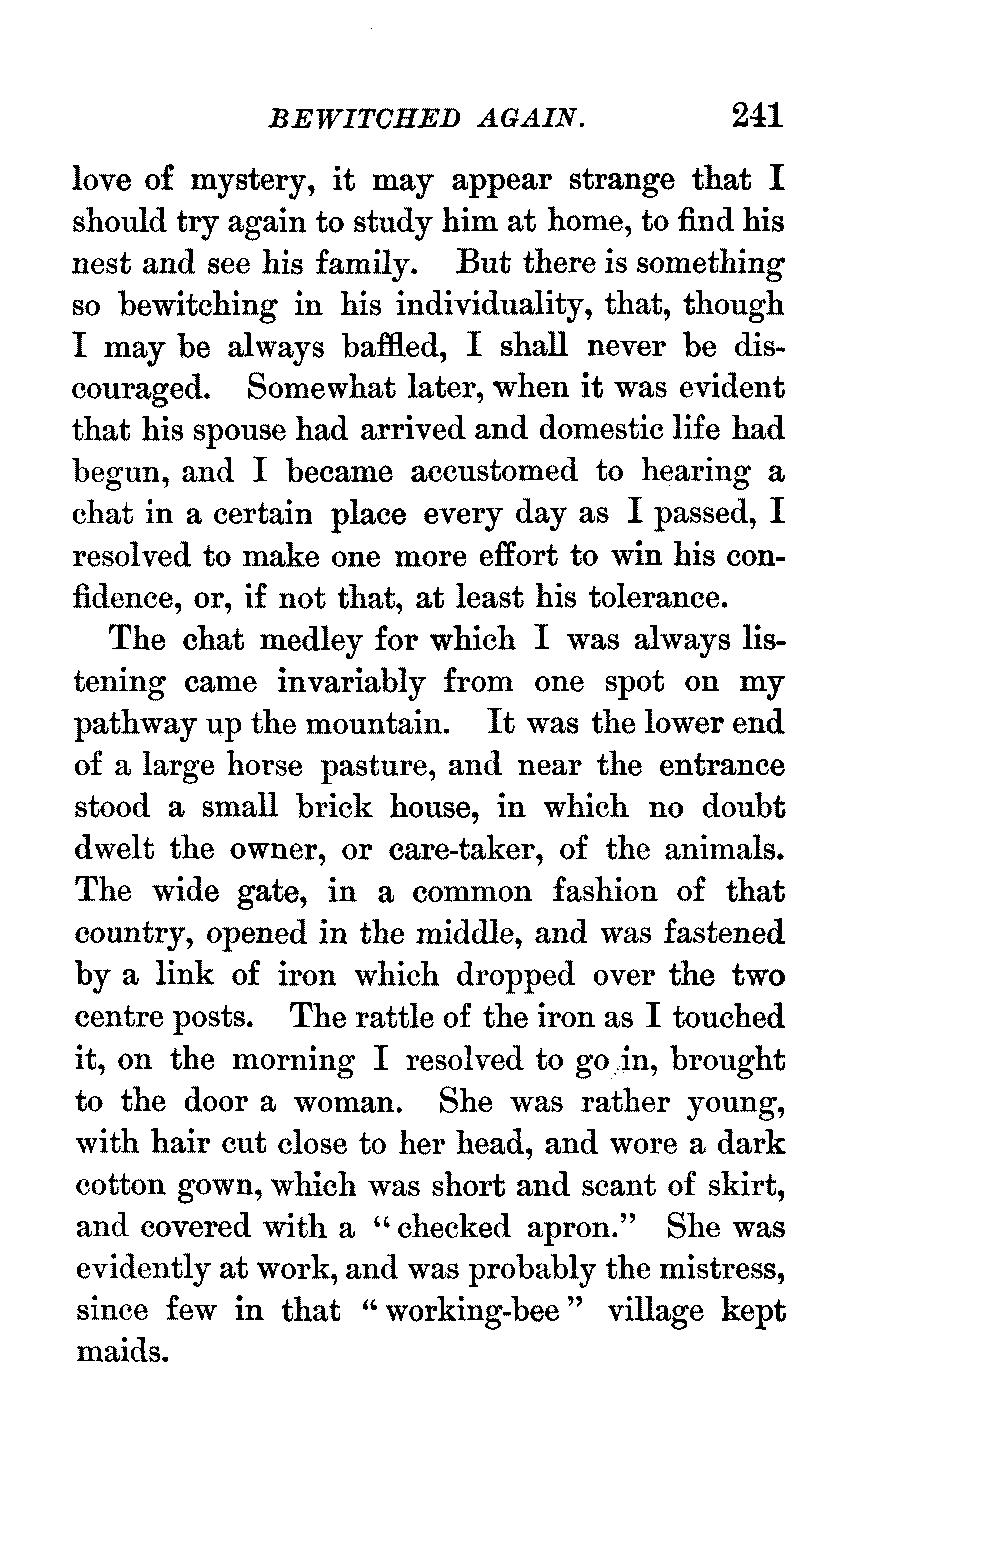 BEWITCHED AGAIN. 241
love of mystery, it may appear strange that I
should try again to study him at home, to find his
nest and see his family. But there is something
so bewitching in his individuality, that, though
I may be always baffled, I shall never be dis-
couraged. Somewhat later, when it was evident
that his spouse had arrived and domestic life had
begun, and I became accustomed to hearing a
chat in a certain place every day as I passed, I
resolved to make one more effort to win his con-
fidence, or, if not that, at least his tolerance.
The chat medley for which I was always lis-
tening came invariably from one spot on my
pathway up the mountain. It was the lower end
of a large horse pasture, and near the entrance
stood a small brick house, in which no doubt
dwelt the owner, or care-taker, of the animals.
The wide gate, in a common fashion of that
country, opened in the middle, and was fastened
by a link of iron which dropped over the two
centre posts. The rattle of the iron as I touched
it, on the morning I resolved to go in, brought
to the door a woman. She was rather young,
with hair cut close to her head, and wore a dark
cotton gown, which was short and scant of skirt,
and covered with a “checked apron.” She was
evidently at work, and was probably the mistress,
since few in that “working-bee” village kept
maids.